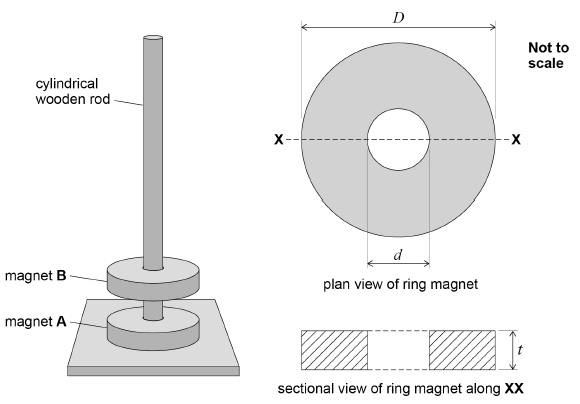 cylindrical
wooden rod
magnet B
magnet A
D
Not to
scale
X
X
d
plan view of ring magnet
t
sectional view of ring magnet along XX